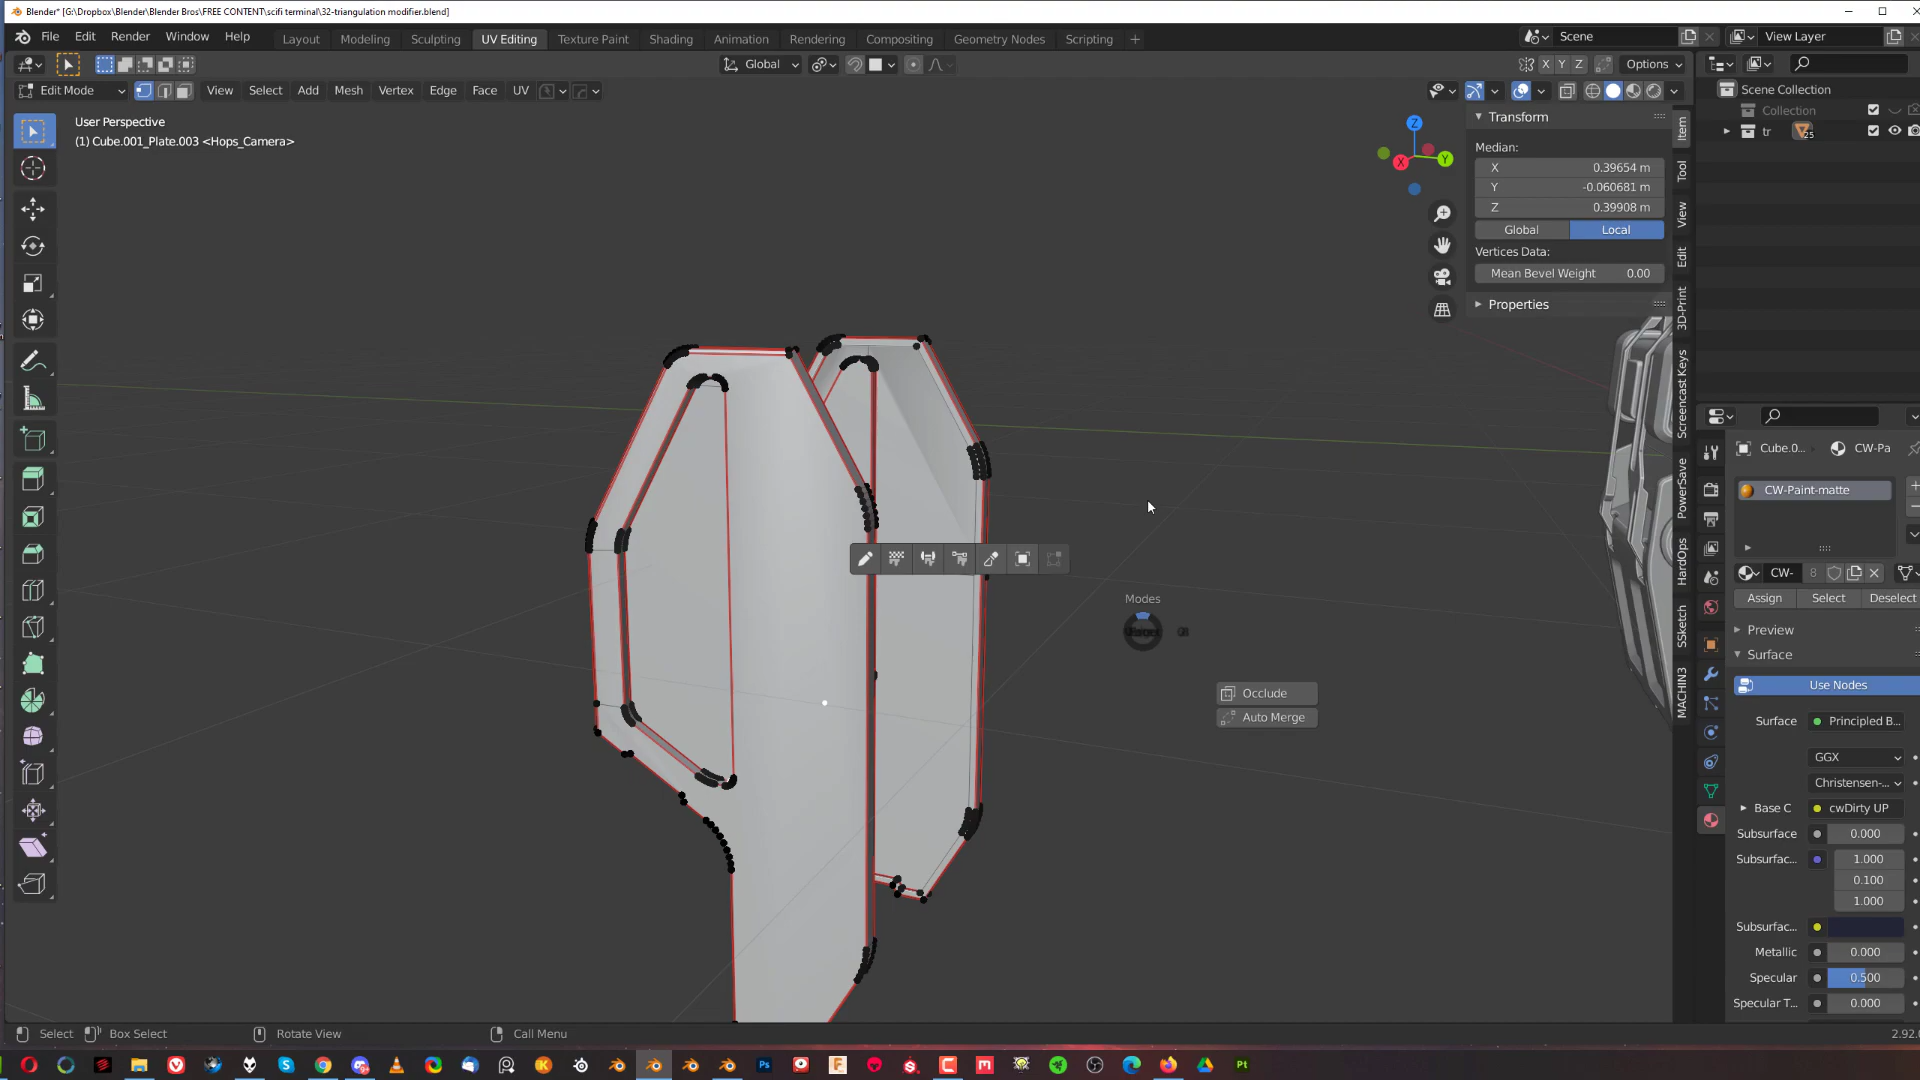 Blender* [G:\Dropbox\Blender\Blender Bros\FREE CONTENT\scifi terminal\32-triangulation modifier.blend]
File Edit Render Window Help Layout Modeling Sculpting UV Editing Texture Paint Shading Animation Rendering Compositing Geometry Nodes Scripting + Scene View Layer
Global X Y Z Options
Edit Mode View Select Add Mesh Vertex Edge Face UV
User Perspective
(1) Cube.001_Plate.003 <Hops_Camera>
Z
Y
X
Transform
Median:
X 0.39654 m
Y -0.060681 m
Z 0.39908 m
Global Local
Vertices Data:
Mean Bevel Weight 0.00
Properties
Item
Tool
View
Edit
3D-Print
Screencast Keys
PowerSave
HardOps
SSketch
MACHIN3
Scene Collection
Collection
tr 25
Cube.0... CW-Pa
CW-Paint-matte
CW- 8
Assign Select Deselect
Preview
Surface
Use Nodes
Surface Principled B...
GGX
Christensen-...
Base C cwDirty UP
Subsurface 0.000
Subsurfac... 1.000
0.100
1.000
Subsurfac...
Metallic 0.000
Specular 0.500
Specular T... 0.000
Modes
Occlude
Auto Merge
Select Box Select Rotate View Call Menu 2.92.0